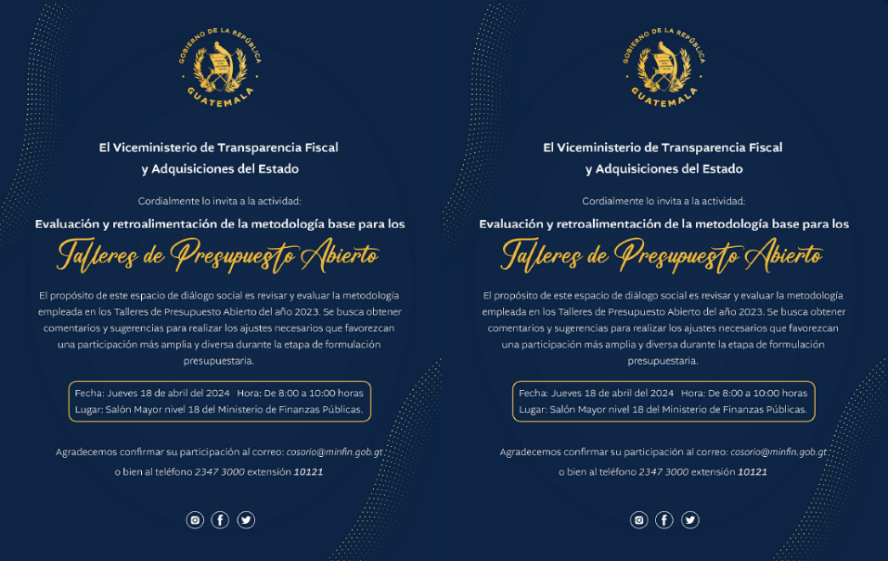 GOBIERNO DE LA REPÚBLICA
GUATEMALA
El Viceministerio de Transparencia Fiscal
y Adquisiciones del Estado
Cordialmente lo invita a la actividad:
Evaluación y retroalimentación de la metodología base para los
Talleres de Presupuesto Abierto
El propósito de este espacio de diálogo social es revisar y evaluar la metodología
empleada en los Talleres de Presupuesto Abierto del año 2023. Se busca obtener
comentarios y sugerencias para realizar los ajustes necesarios que favorezcan
una participación más amplia y diversa durante la etapa de formulación
presupuestaria.
Fecha: Jueves 18 de abril del 2024 Hora: De 8:00 a 10:00 horas
Lugar: Salón Mayor nivel 18 del Ministerio de Finanzas Públicas.
Agradecemos confirmar su participación al correo: cosorio@minfin.gob.gt
o bien al teléfono 2347 3000 extensión 10121
GOBIERNO DE LA REPÚBLICA
GUATEMALA
El Viceministerio de Transparencia Fiscal
y Adquisiciones del Estado
Cordialmente lo invita a la actividad:
Evaluación y retroalimentación de la metodología base para los
Talleres de Presupuesto Abierto
El propósito de este espacio de diálogo social es revisar y evaluar la metodología
empleada en los Talleres de Presupuesto Abierto del año 2023. Se busca obtener
comentarios y sugerencias para realizar los ajustes necesarios que favorezcan
una participación más amplia y diversa durante la etapa de formulación
presupuestaria.
Fecha: Jueves 18 de abril del 2024 Hora: De 8:00 a 10:00 horas
Lugar: Salón Mayor nivel 18 del Ministerio de Finanzas Públicas.
Agradecemos confirmar su participación al correo: cosorio@minfin.gob.gt
o bien al teléfono 2347 3000 extensión 10121